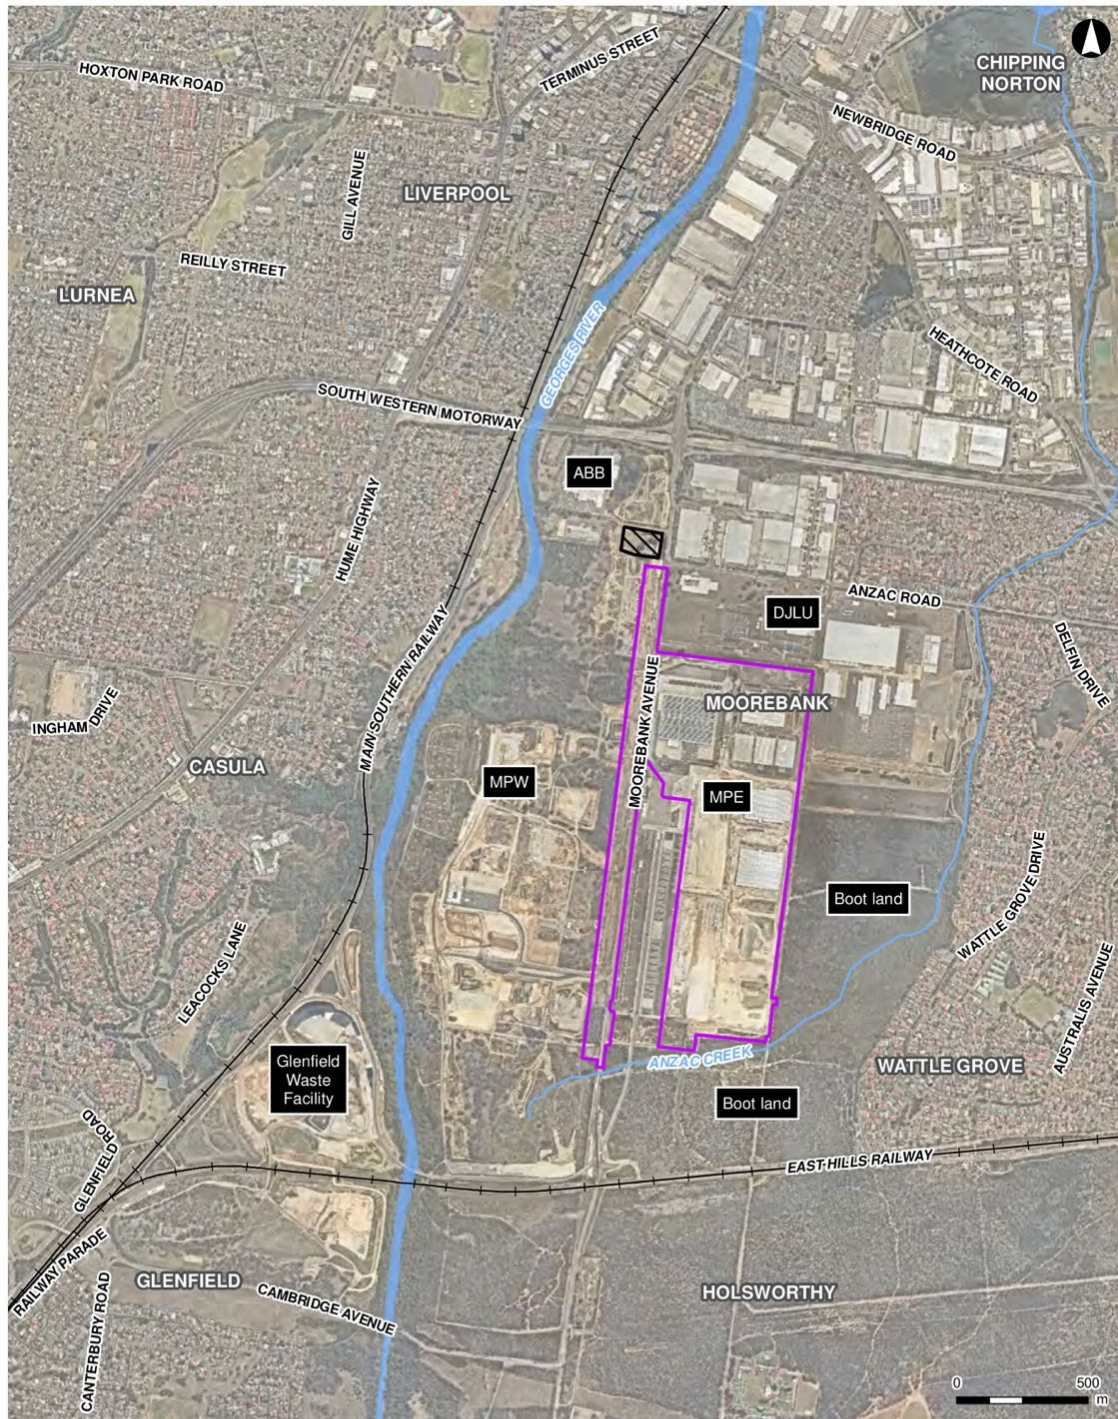 HOXTON PARK ROAD
TERMINUS STREET
CHIPPING
NORTON
NEWBRIDGE ROAD
GILL AVENUE
LIVERPOOL
REILLY STREET
LURNEA
GEORGES RIVER
HEATHCOTE ROAD
SOUTH WESTERN MOTORWAY
ABB
HUME HIGHWAY
ANZAC ROAD
DJLU
DELFIN DRIVE
MAIN SOUTHERN RAILWAY
MOOREBANK AVENUE
MOOREBANK
INGHAM DRIVE
CASULA
MPW
MPE
Boot land
WATTLE GROVE DRIVE
LEACOCKS LANE
AUSTRALIS AVENUE
Glenfield
Waste
Facility
ANZAC CREEK
WATTLE GROVE
Boot land
GLENFIELD
ROAD
EAST HILLS RAILWAY
RAILWAY PARADE
GLENFIELD
CAMBRIDGE AVENUE
HOLSWORTHY
CANTERBURY ROAD
0 500
m